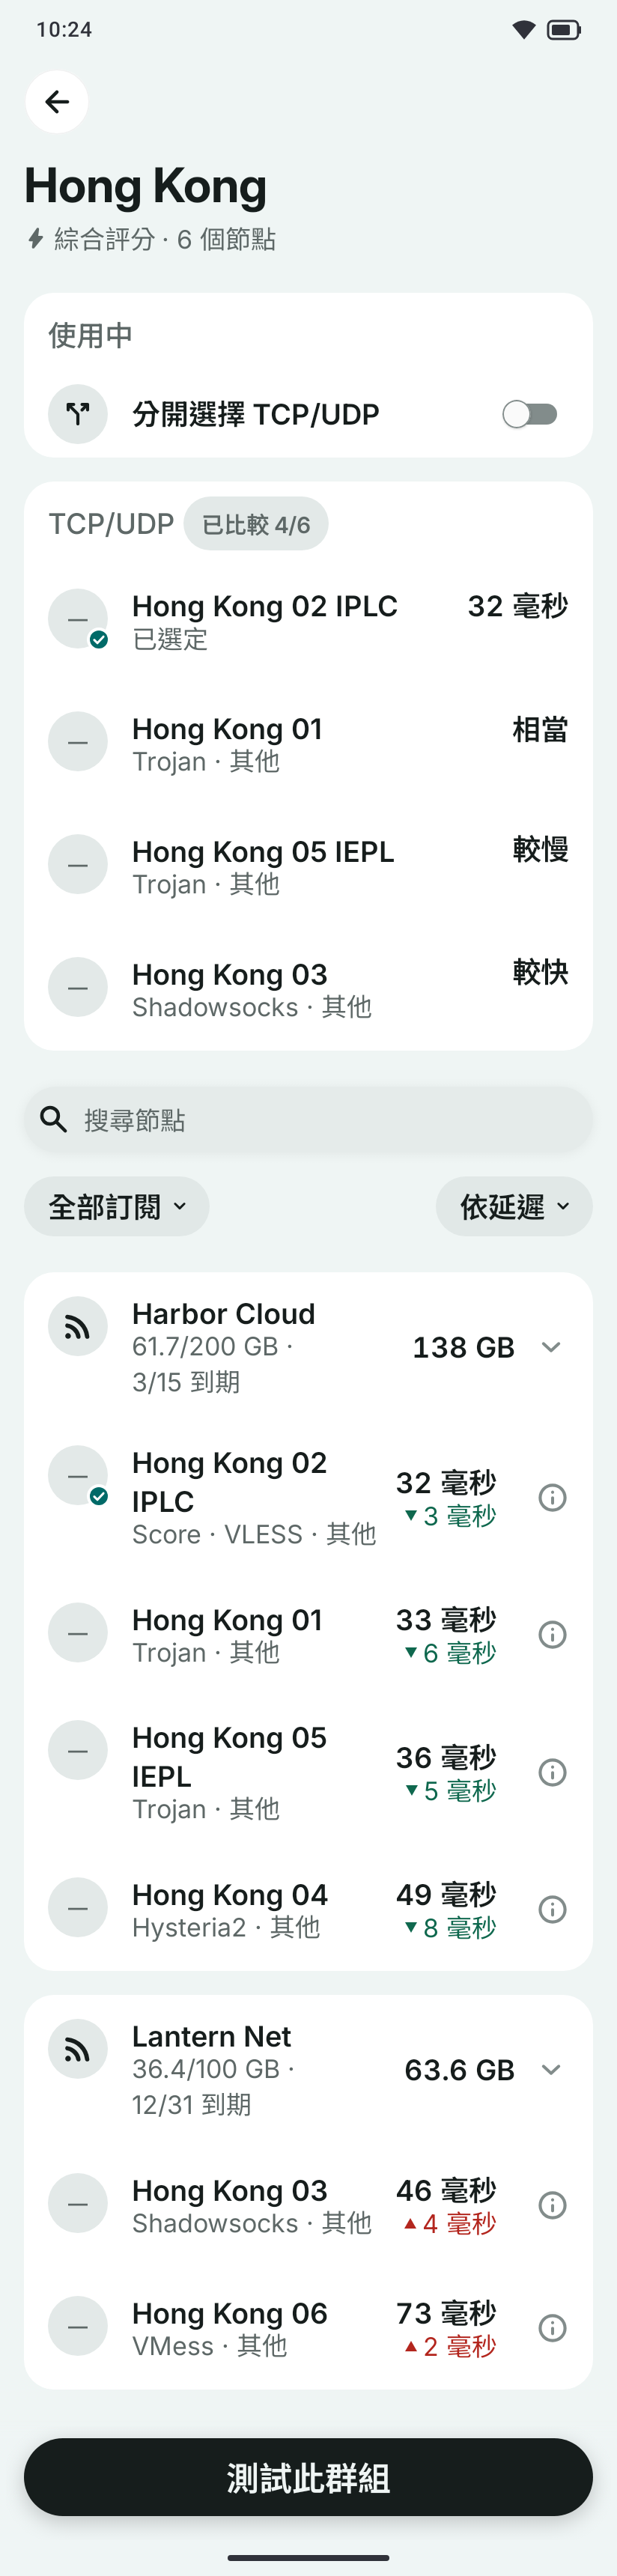 10:24
Hong Kong
綜合評分 · 6 個節點
使用中
分開選擇 TCP/UDP
TCP/UDP 已比較 4/6
Hong Kong 02 IPLC 32 毫秒
已選定
Hong Kong 01 相當
Trojan · 其他
Hong Kong 05 IEPL 較慢
Trojan · 其他
Hong Kong 03 較快
Shadowsocks · 其他
搜尋節點
全部訂閱 依延遲
Harbor Cloud
61.7/200 GB · 138 GB
3/15 到期
Hong Kong 02
IPLC 32 毫秒
▼3 毫秒
Score · VLESS · 其他
Hong Kong 01 33 毫秒
Trojan · 其他 ▼6 毫秒
Hong Kong 05
IEPL 36 毫秒
▼5 毫秒
Trojan · 其他
Hong Kong 04 49 毫秒
Hysteria2 · 其他 ▼8 毫秒
Lantern Net
36.4/100 GB · 63.6 GB
12/31 到期
Hong Kong 03 46 毫秒
Shadowsocks · 其他 ▲4 毫秒
Hong Kong 06 73 毫秒
VMess · 其他 ▲2 毫秒
測試此群組